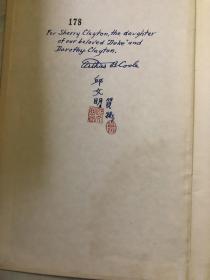 178
For Sherry Clayton, the daughter
of our beloved "Duke" and
Dorothy Clayton.
Arthur B. Coole
邱
文
明